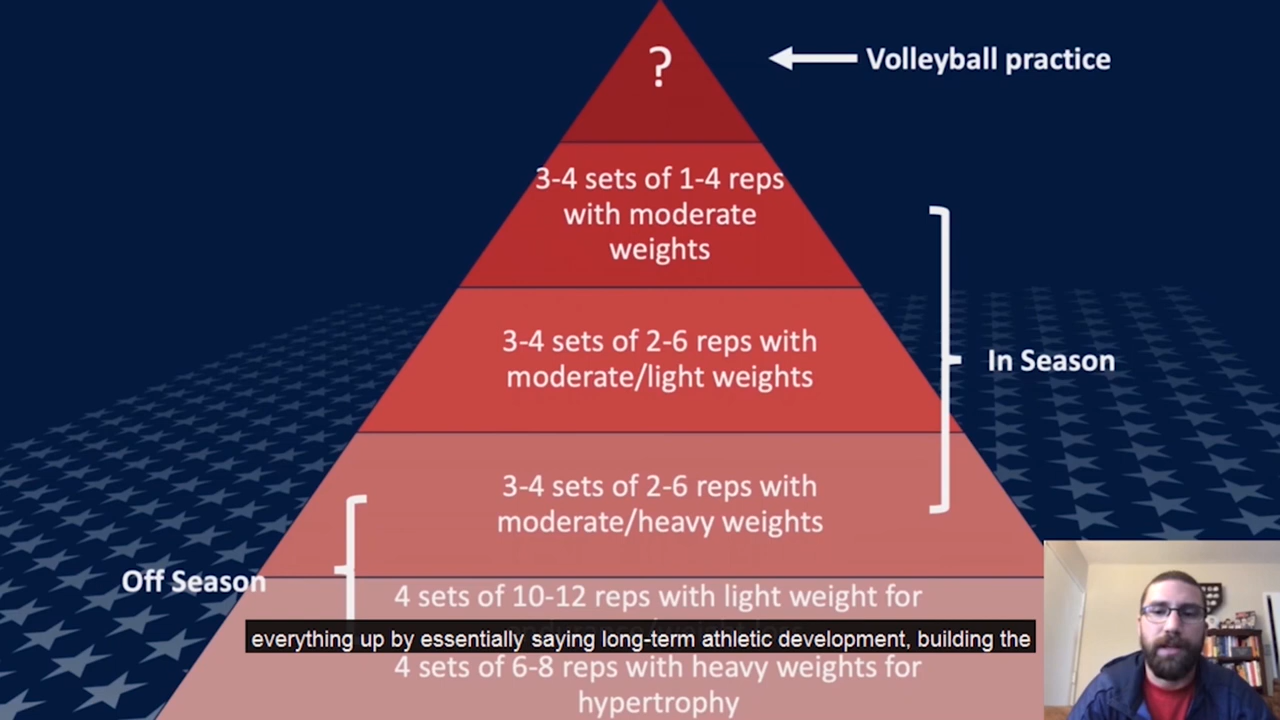 ?
Volleyball practice
3-4 sets of 1-4 reps
with moderate
weights
3-4 sets of 2-6 reps with
moderate/light weights
In Season
3-4 sets of 2-6 reps with
moderate/heavy weights
Off Season
4 sets of 10-12 reps with light weight for
everything up by essentially saying long-term athletic development, building the
4 sets of 6-8 reps with heavy weights for
hypertrophy